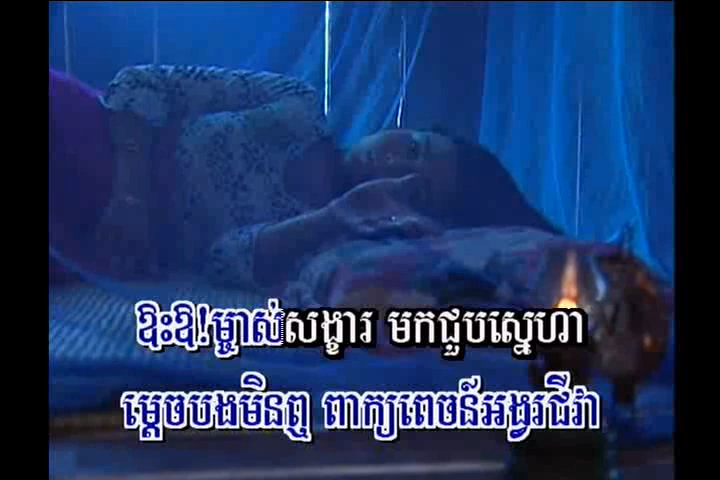 ឱះឱ!ម្ចាស់សង្ខារ មកជួបស្នេហា
ម្ដេចបងមិនឮ ពាក្យពេចន៍អង្វរជីវា